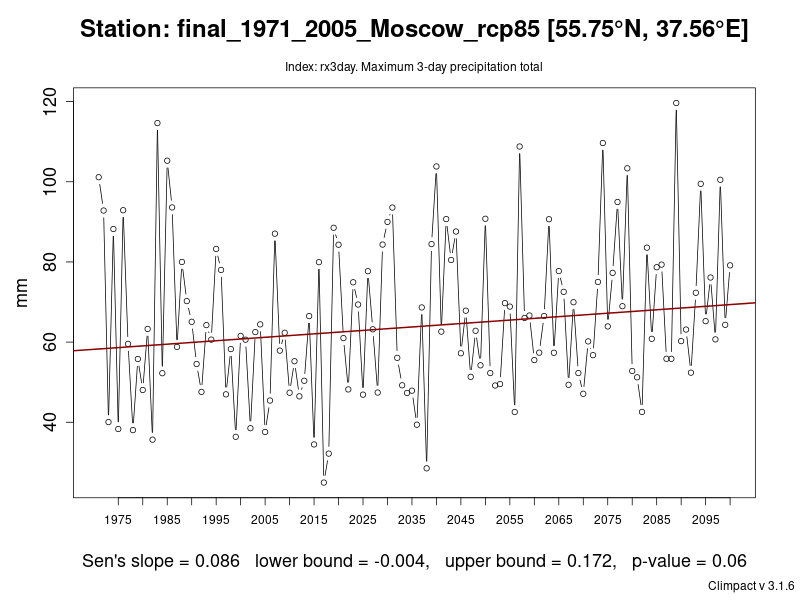 Station: final_1971_2005_Moscow_rcp85 [55.75°N, 37.56°E]
Index: rx3day. Maximum 3-day precipitation total
120
100
80
60
40
mm
1975 1985 1995 2005 2015 2025 2035 2045 2055 2065 2075 2085 2095
Sen's slope = 0.086 lower bound = -0.004, upper bound = 0.172, p-value = 0.06
Climpact v 3.1.6